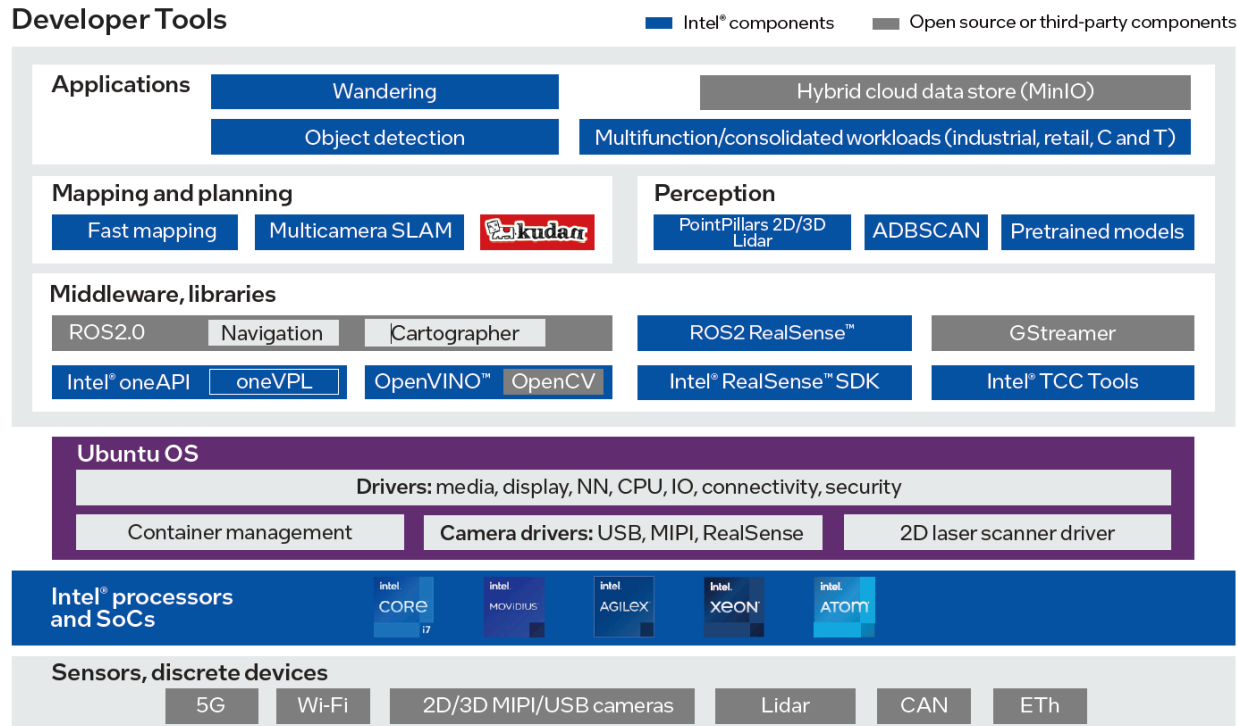 Developer Tools
Intel® components
Open source or third-party components
Applications
Wandering
Hybrid cloud data store (MinIO)
Object detection
Multifunction/consolidated workloads (industrial, retail, C and T)
Mapping and planning
Fast mapping
Multicamera SLAM
kudan
Perception
PointPillars 2D/3D
Lidar
ADBSCAN
Pretrained models
Middleware, libraries
ROS2.0
Navigation
Cartographer
ROS2 RealSense™
GStreamer
Intel® oneAPI
oneVPL
OpenVINO™
OpenCV
Intel® RealSense™ SDK
Intel® TCC Tools
Ubuntu OS
Drivers: media, display, NN, CPU, IO, connectivity, security
Container management
Camera drivers: USB, MIPI, RealSense
2D laser scanner driver
Intel® processors
and SoCs
intel.
CORE
i7
intel.
MOVIDIUS
intel.
AGILEX
intel.
XEON
intel.
ATOM
Sensors, discrete devices
5G
Wi-Fi
2D/3D MIPI/USB cameras
Lidar
CAN
ETh